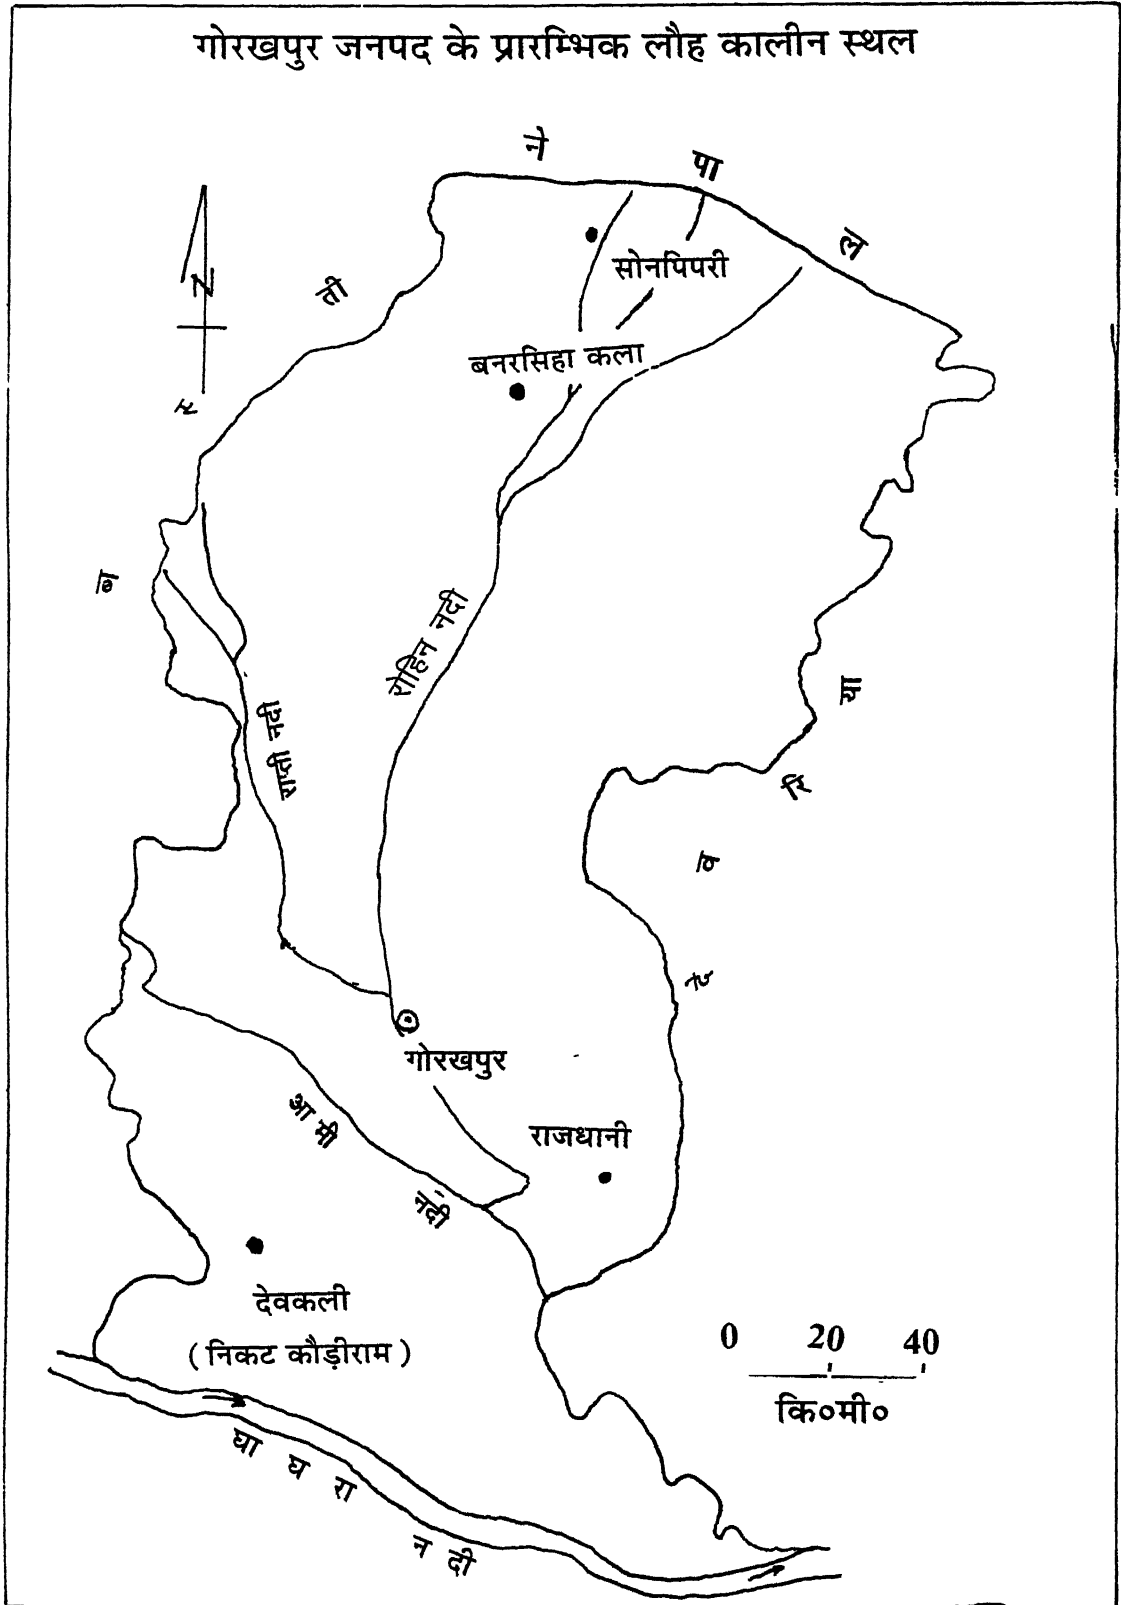 गोरखपुर जनपद के प्रारम्भिक लौह कालीन स्थल
ने पा ल
N
ब स् ती
सोनपिपरी
बनरसिहा कला
रोहिन नदी
राप्ती नदी
दे व रि या
गोरखपुर
राजधानी
आ मी नदी
देवकली
( निकट कौड़ीराम )
0 20 40
कि०मी०
घा घ रा न दी